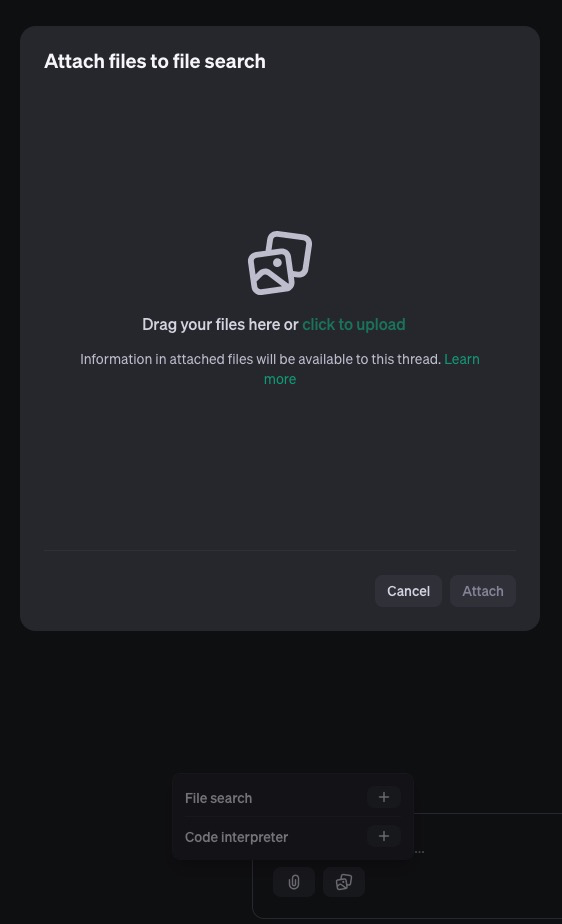 Attach files to file search
Drag your files here or click to upload
Information in attached files will be available to this thread. Learn
more
Cancel
Attach
File search
Code interpreter
...